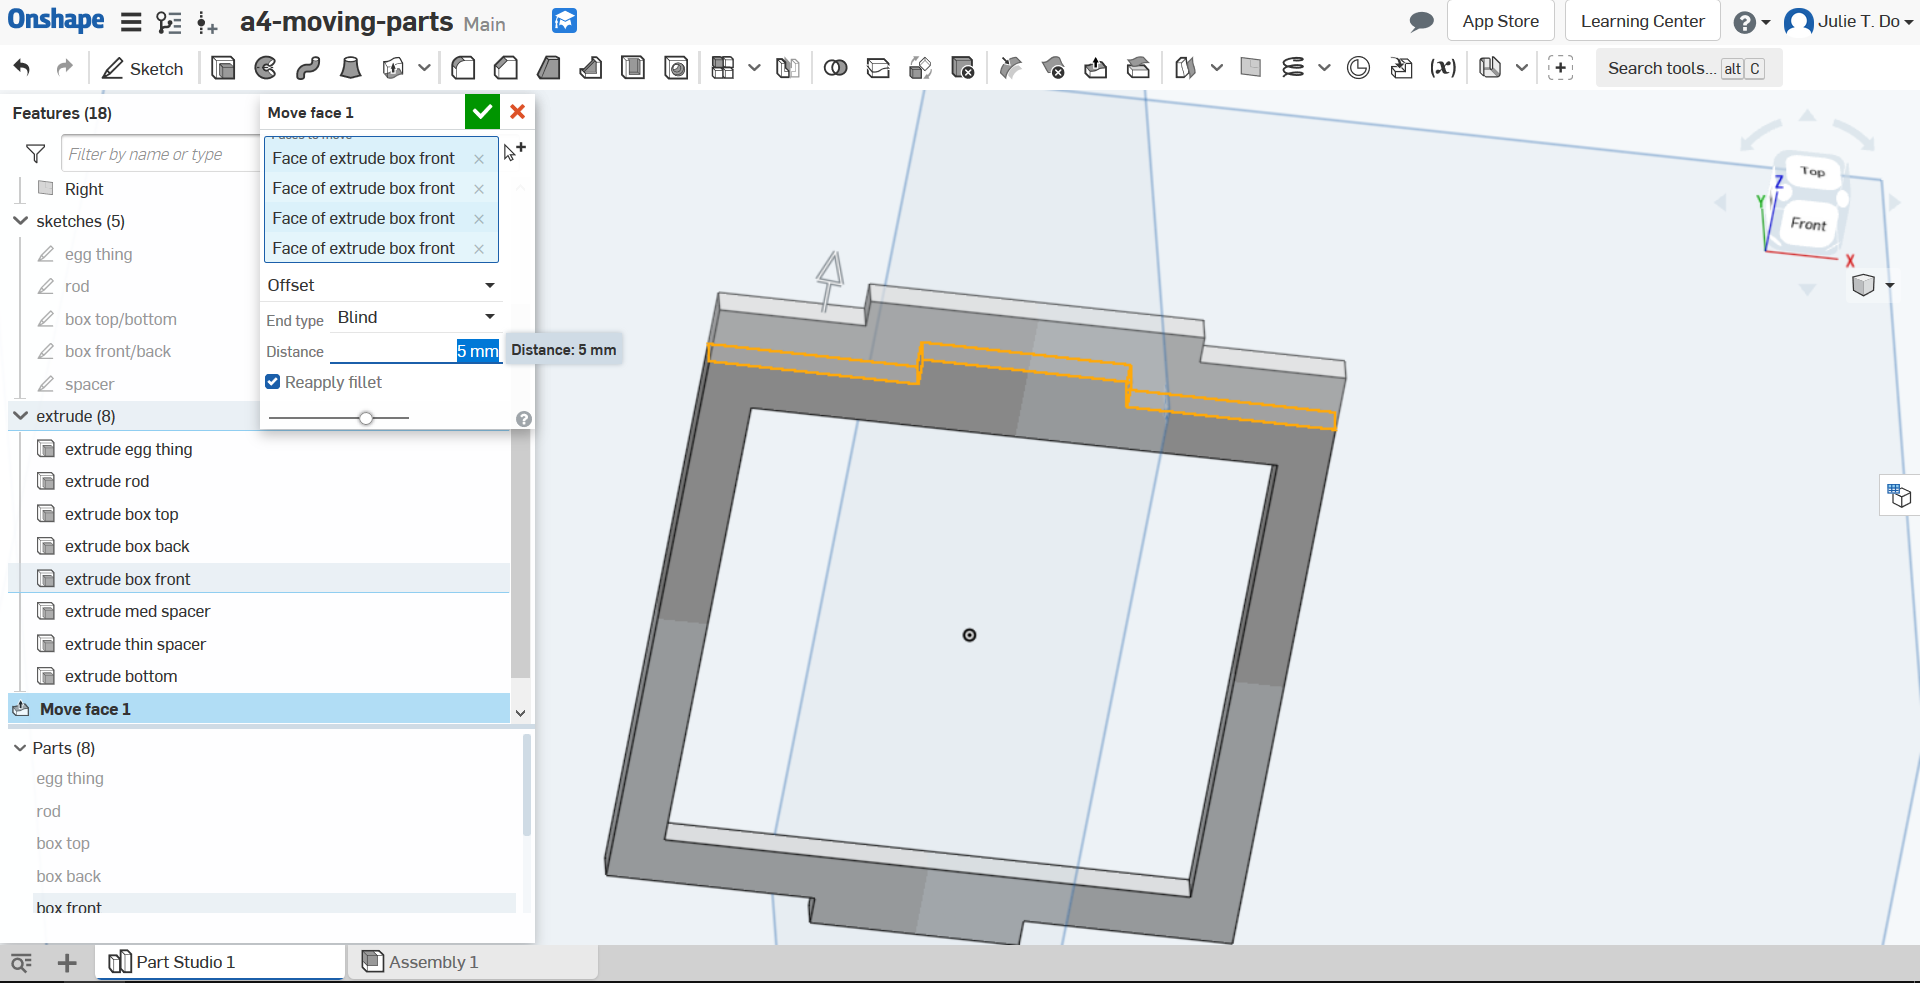 Onshape
a4-moving-parts Main
App Store
Learning Center
Julie T. Do
Sketch
Search tools... alt C
Features (18)
Filter by name or type
Right
sketches (5)
egg thing
rod
box top/bottom
box front/back
spacer
extrude (8)
extrude egg thing
extrude rod
extrude box top
extrude box back
extrude box front
extrude med spacer
extrude thin spacer
extrude bottom
Move face 1
Parts (8)
egg thing
rod
box top
box back
box front
Move face 1
Faces to move
Face of extrude box front
Face of extrude box front
Face of extrude box front
Face of extrude box front
Offset
End type Blind
Distance 5 mm
Distance: 5 mm
Reapply fillet
Top
Front
Z
Y
X
(x)
Part Studio 1
Assembly 1